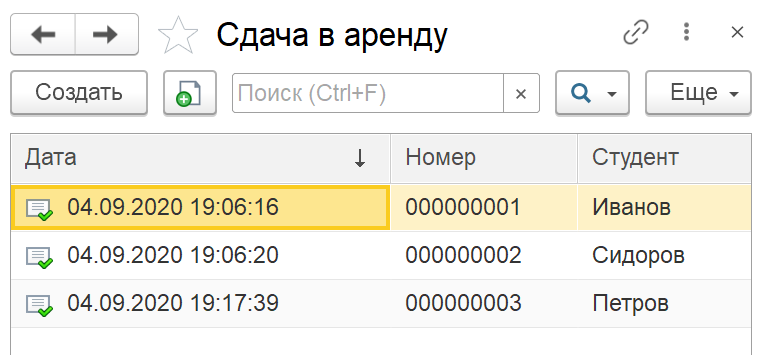 Сдача в аренду
Создать Поиск (Ctrl+F) Еще
Дата Номер Студент
04.09.2020 19:06:16 000000001 Иванов
04.09.2020 19:06:20 000000002 Сидоров
04.09.2020 19:17:39 000000003 Петров